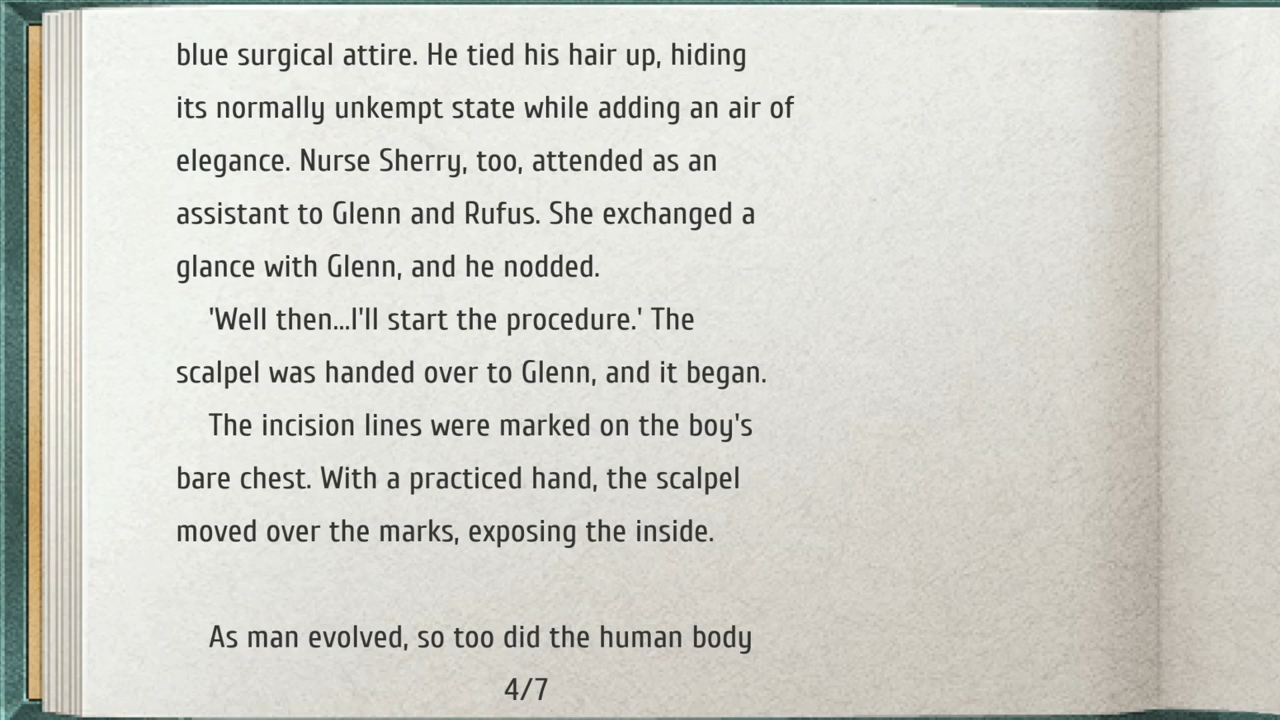 blue surgical attire. He tied his hair up, hiding
its normally unkempt state while adding an air of
elegance. Nurse Sherry, too, attended as an
assistant to Glenn and Rufus. She exchanged a
glance with Glenn, and he nodded.
'Well then...I'll start the procedure.' The
scalpel was handed over to Glenn, and it began.
The incision lines were marked on the boy's
bare chest. With a practiced hand, the scalpel
moved over the marks, exposing the inside.
As man evolved, so too did the human body
4/7